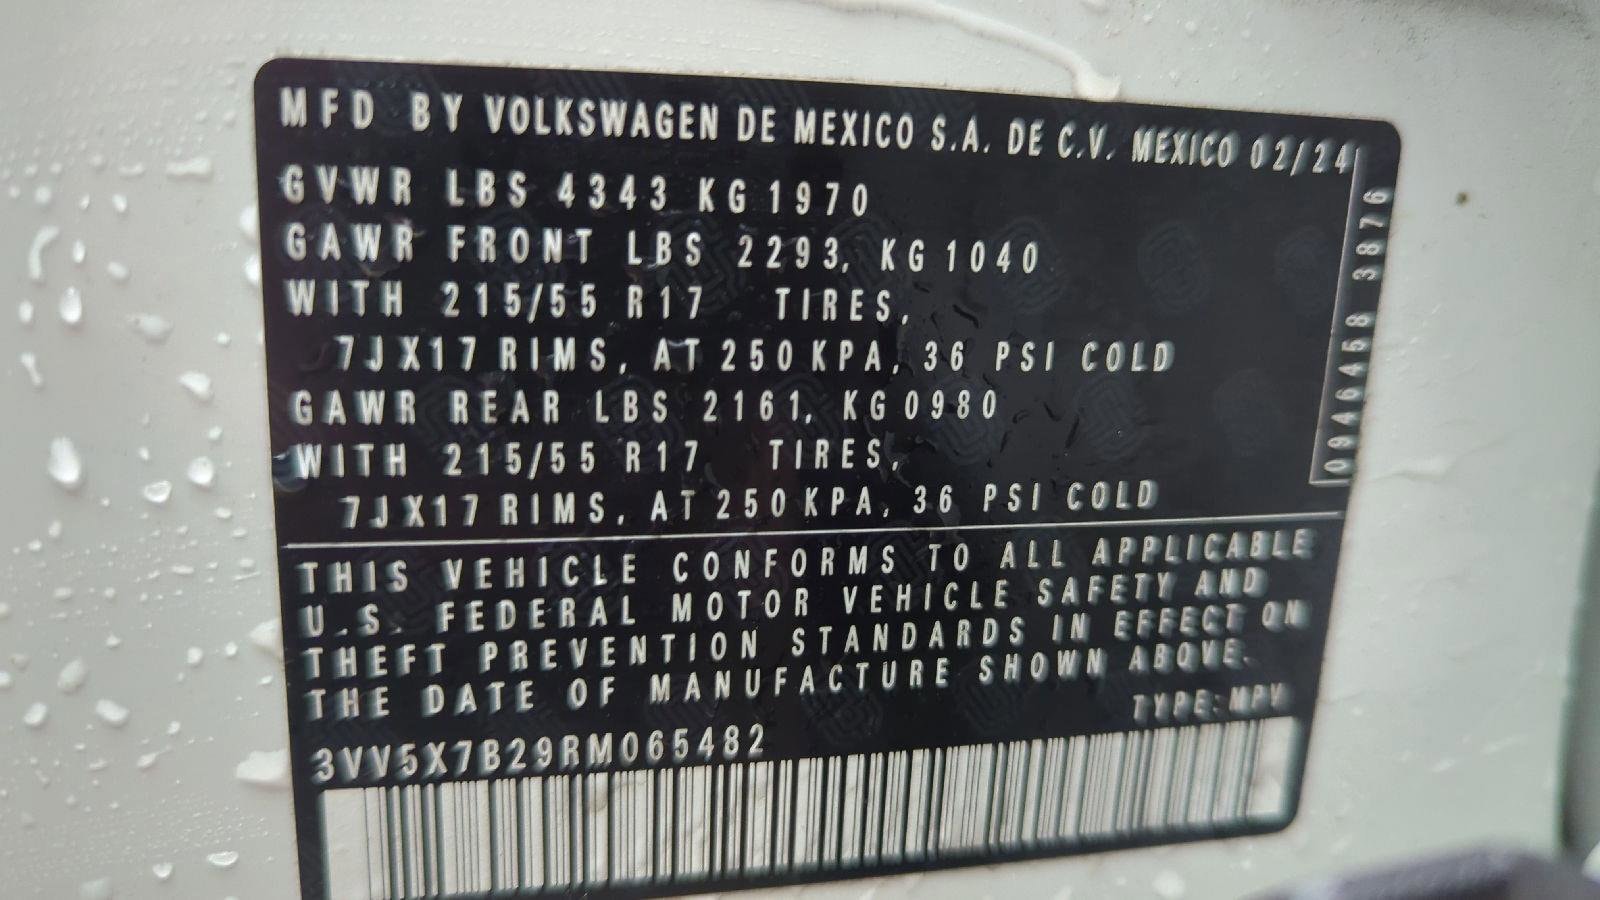 MFD BY VOLKSWAGEN DE MEXICO S.A. DE C.V. MEXICO 02/24
GVWR LBS 4343 KG 1970
GAWR FRONT LBS 2293, KG 1040
WITH 215/55 R17 TIRES,
7JX17 RIMS, AT 250 KPA, 36 PSI COLD
GAWR REAR LBS 2161, KG 0980
WITH 215/55 R17 TIRES,
7JX17 RIMS, AT 250 KPA, 36 PSI COLD
0946458 3876
THIS VEHICLE CONFORMS TO ALL APPLICABLE
U.S. FEDERAL MOTOR VEHICLE SAFETY AND
THEFT PREVENTION STANDARDS IN EFFECT ON
THE DATE OF MANUFACTURE SHOWN ABOVE.
TYPE: MPV
3VV5X7B29RM065482